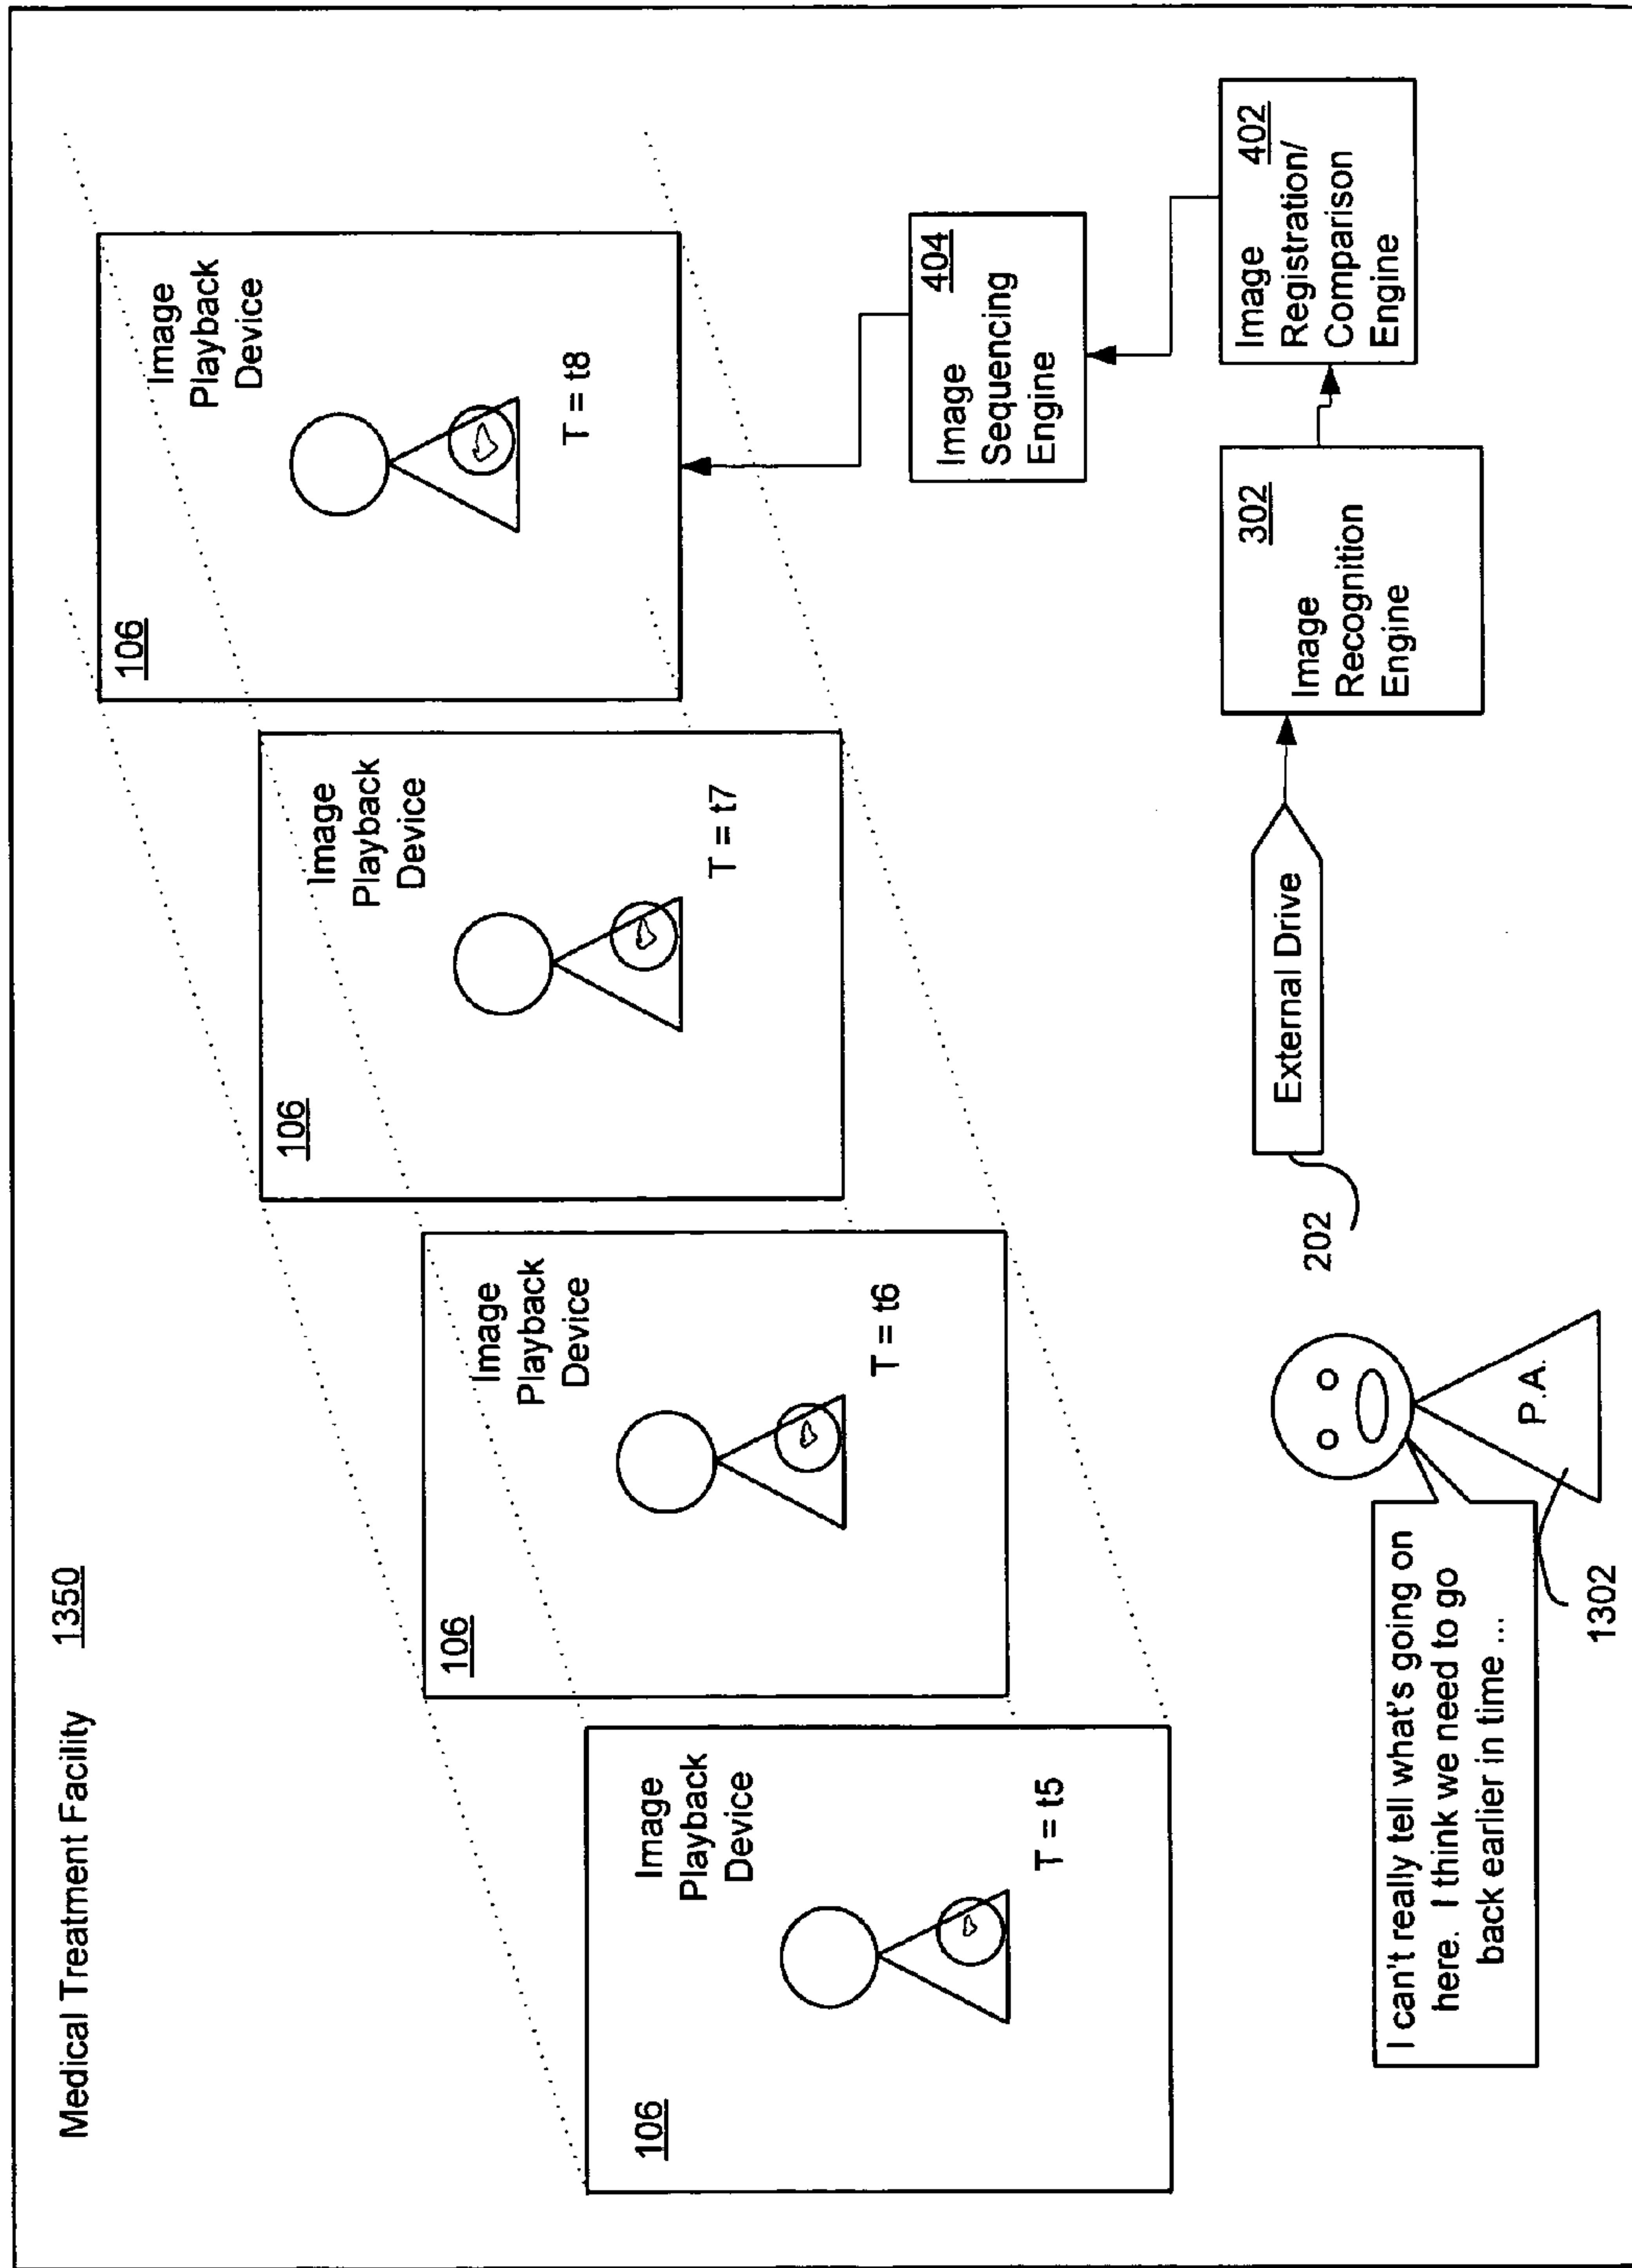 Medical Treatment Facility 1350
106
Image
Playback
Device
T = t5
106
Image
Playback
Device
T = t6
106
Image
Playback
Device
T = t7
106
Image
Playback
Device
T = t8
I can't really tell what's going on
here. I think we need to go
back earlier in time ...
P.A.
1302
202
External Drive
302
Image
Recognition
Engine
404
Image
Sequencing
Engine
402
Image
Registration/
Comparison
Engine